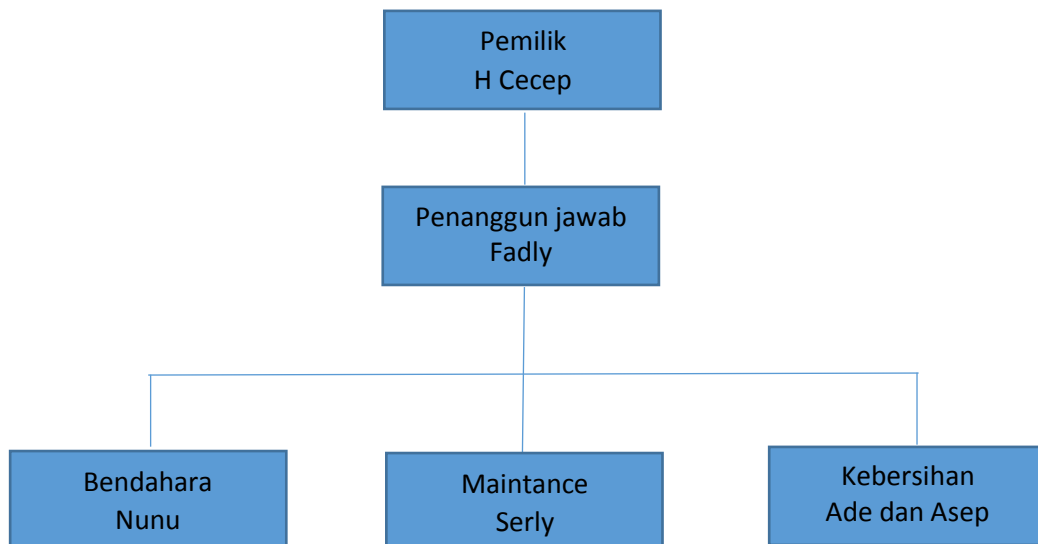 Pemilik
H Cecep
Penanggun jawab
Fadly
Bendahara
Nunu
Maintance
Serly
Kebersihan
Ade dan Asep